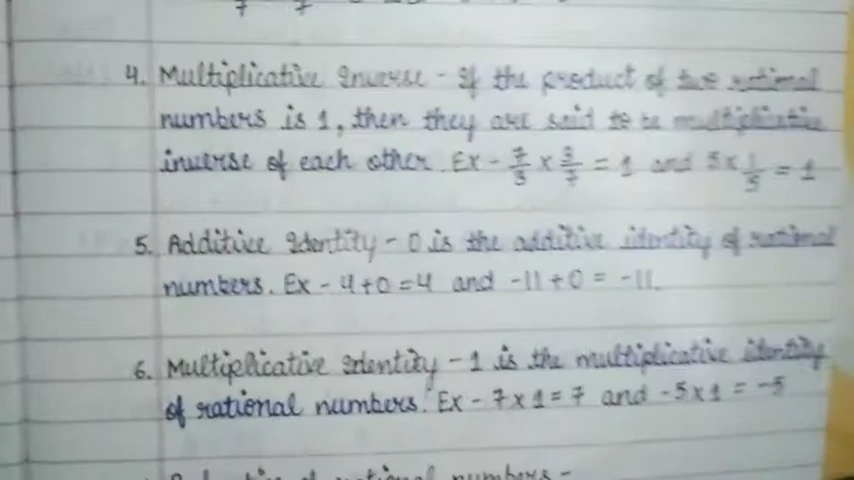 4. Multiplicative Inverse - If the product of two rational
numbers is 1, then they are said to be multiplicative
inverse of each other. Ex - 7/3 × 3/7 = 1 and 5 × 1/5 = 1
5. Additive Identity - 0 is the additive identity of rational
numbers. Ex - 4+0=4 and -11+0 = -11.
6. Multiplicative Identity - 1 is the multiplicative identity
of rational numbers. Ex - 7×1=7 and -5×1 = -5
of rational numbers -